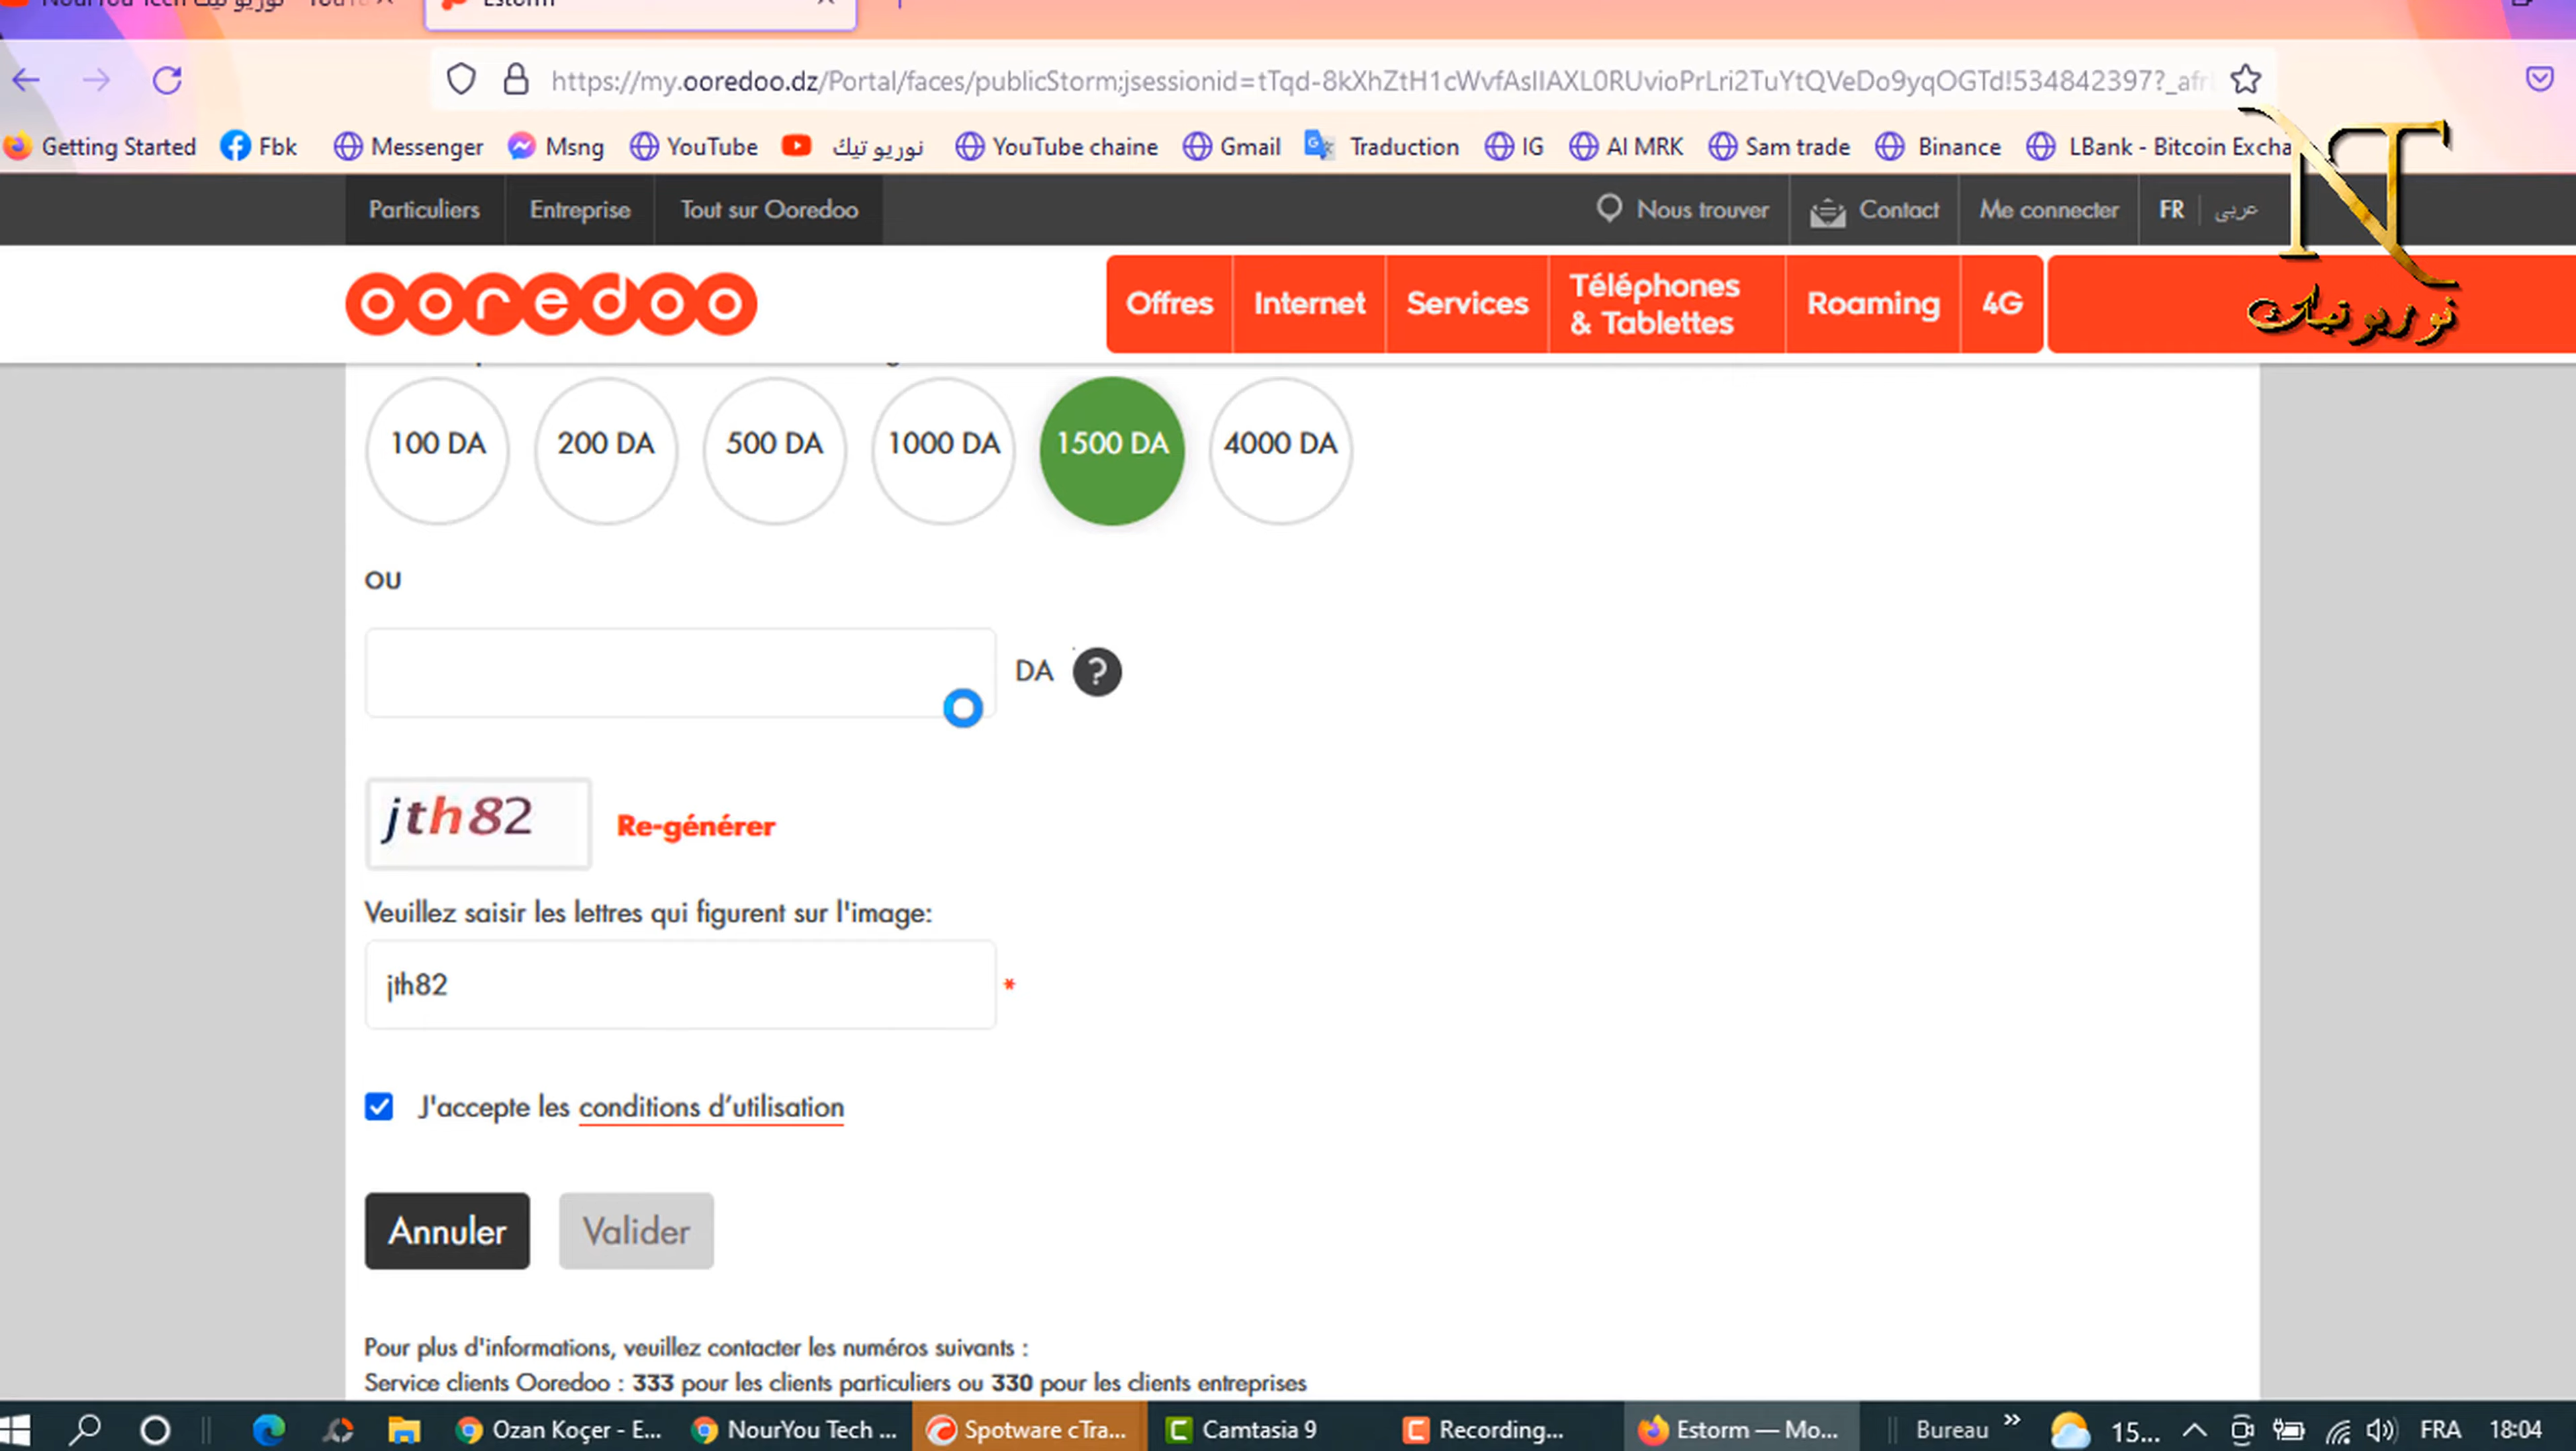 Estorm
https://my.ooredoo.dz/Portal/faces/publicStorm;jsessionid=tTqd-8kXhZtH1cWvfAsIIAXL0RUvioPrLri2TuYtQVeDo9yqOGTd!534842397?_afr
Getting Started Fbk Messenger Msng YouTube نوريو تيك YouTube chaine Gmail Traduction IG AI MRK Sam trade Binance LBank - Bitcoin Excha
NT
Particuliers Entreprise Tout sur Ooredoo Nous trouver Contact Me connecter FR عربى
ooredoo
Offres Internet Services Téléphones & Tablettes Roaming 4G
نوريو تيك
100 DA 200 DA 500 DA 1000 DA 1500 DA 4000 DA
OU
DA ?
jth82 Re-générer
Veuillez saisir les lettres qui figurent sur l'image:
jth82 *
J'accepte les conditions d'utilisation
Annuler Valider
Pour plus d'informations, veuillez contacter les numéros suivants :
Service clients Ooredoo : 333 pour les clients particuliers ou 330 pour les clients entreprises
Ozan Koçer - E... NourYou Tech ... Spotware cTra... Camtasia 9 Recording... Estorm — Mo... Bureau » 15... FRA 18:04